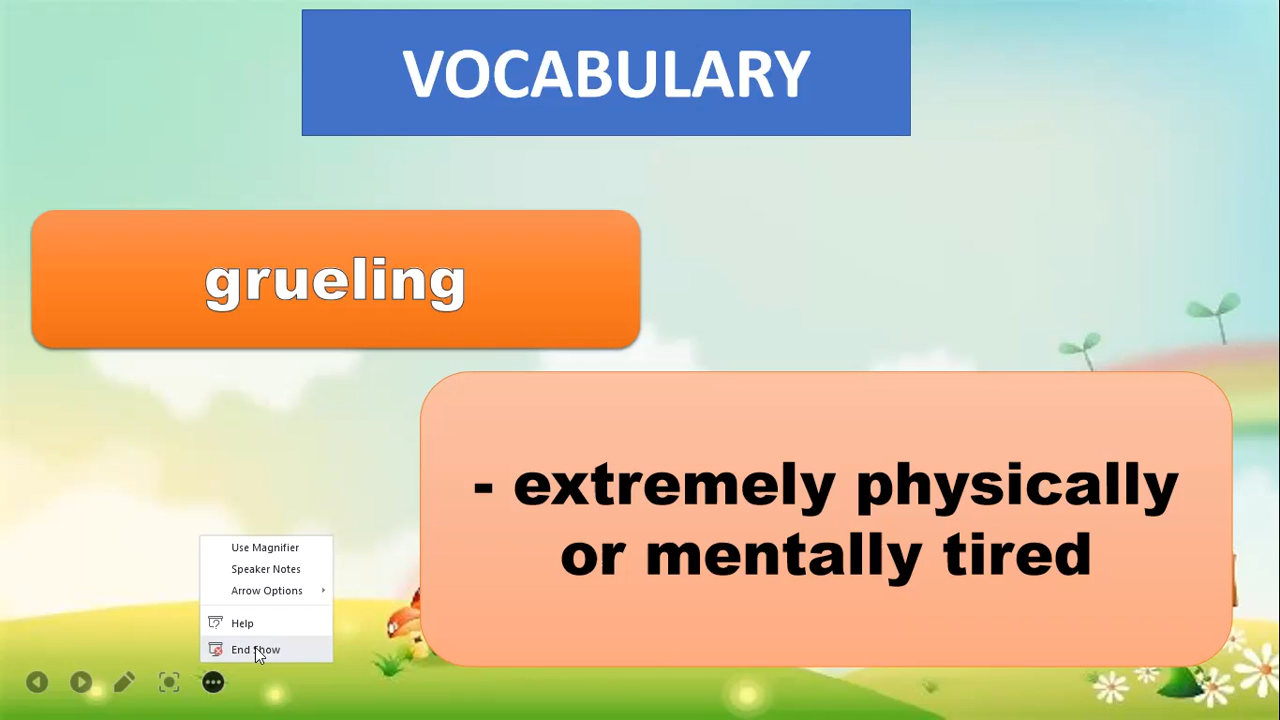 VOCABULARY
grueling
- extremely physically
or mentally tired
Use Magnifier
Speaker Notes
Arrow Options
Help
End Show